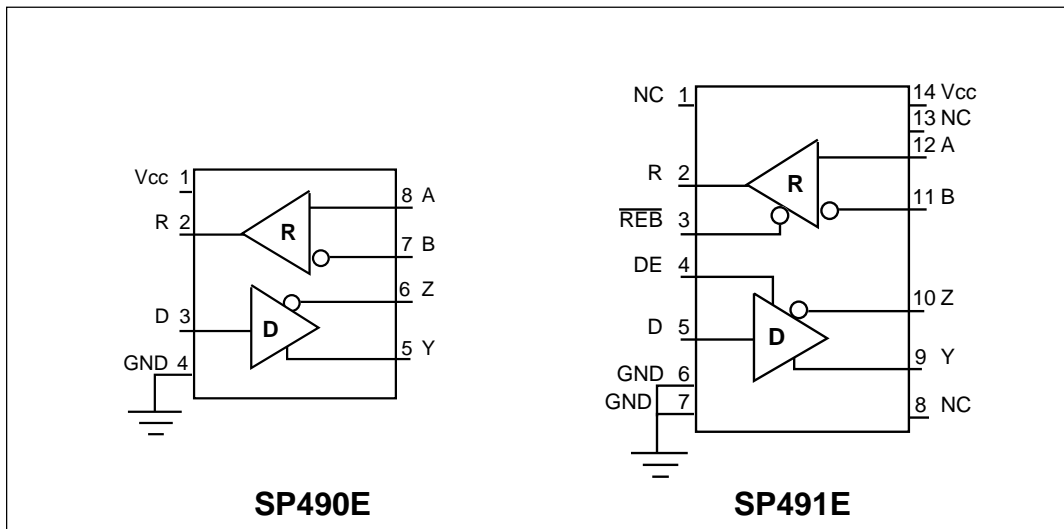 Vcc 1
R 2
D 3
GND 4
8 A
7 B
6 Z
5 Y
R
D
SP490E
NC 1
R 2
REB 3
DE 4
D 5
GND 6
GND 7
14 Vcc
13 NC
12 A
11 B
10 Z
9 Y
8 NC
R
D
SP491E